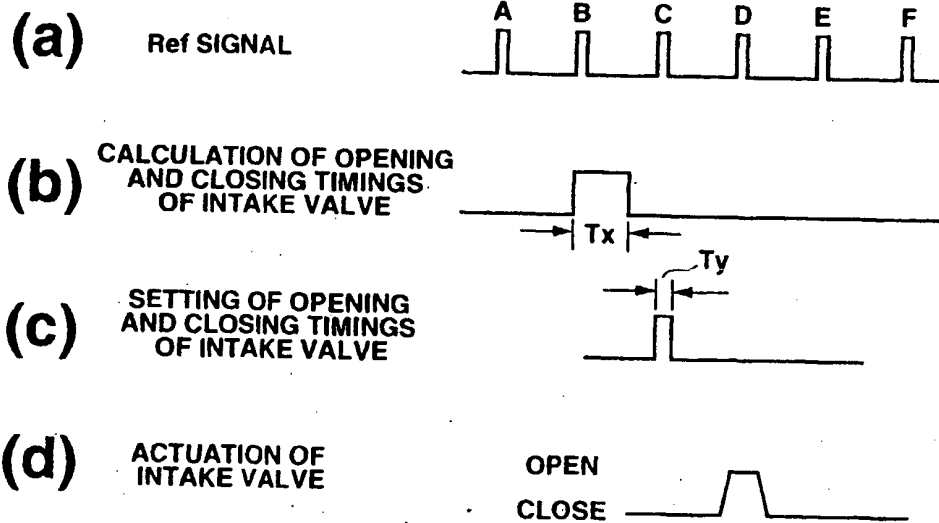 A B C D E F
(a) Ref SIGNAL
(b) CALCULATION OF OPENING
AND CLOSING TIMINGS
OF INTAKE VALVE
Tx
Ty
(c) SETTING OF OPENING
AND CLOSING TIMINGS
OF INTAKE VALVE
(d) ACTUATION OF
INTAKE VALVE
OPEN
CLOSE